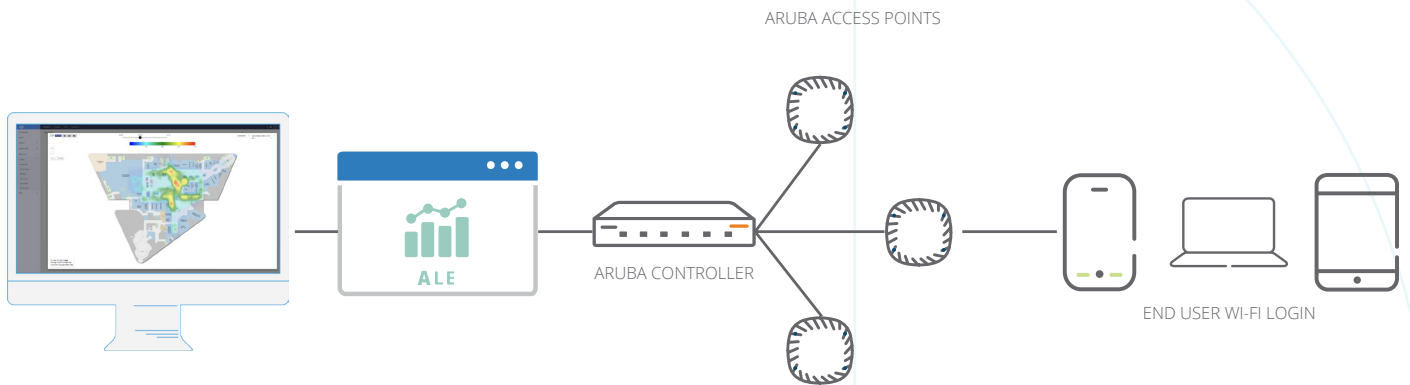 ARUBA ACCESS POINTS
ALE
ARUBA CONTROLLER
END USER WI-FI LOGIN